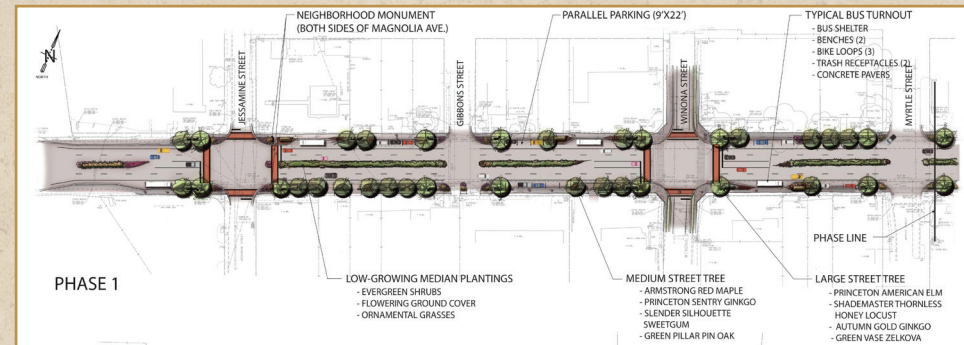 NEIGHBORHOOD MONUMENT
(BOTH SIDES OF MAGNOLIA AVE.)
PARALLEL PARKING (9'X22')
TYPICAL BUS TURNOUT
- BUS SHELTER
- BENCHES (2)
- BIKE LOOPS (3)
- TRASH RECEPTACLES (2)
- CONCRETE PAVERS
N
NORTH
JESSAMINE STREET
GIBBONS STREET
WINONA STREET
MYRTLE STREET
PHASE LINE
PHASE 1
LOW-GROWING MEDIAN PLANTINGS
- EVERGREEN SHRUBS
- FLOWERING GROUND COVER
- ORNAMENTAL GRASSES
MEDIUM STREET TREE
- ARMSTRONG RED MAPLE
- PRINCETON SENTRY GINKGO
- SLENDER SILHOUETTE
SWEETGUM
- GREEN PILLAR PIN OAK
LARGE STREET TREE
- PRINCETON AMERICAN ELM
- SHADEMASTER THORNLESS
HONEY LOCUST
- AUTUMN GOLD GINKGO
- GREEN VASE ZELKOVA